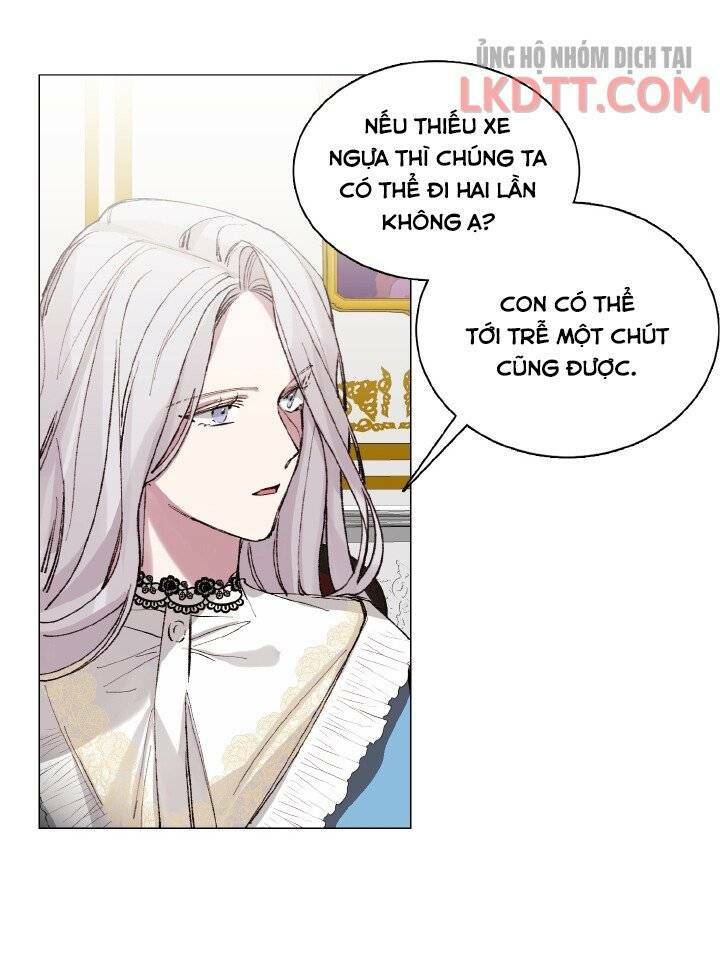 ỦNG HỘ NHÓM DỊCH TẠI
LKDTT.COM
NẾU THIẾU XE
NGỰA THÌ CHÚNG TA
CÓ THỂ ĐI HAI LẦN
KHÔNG Ạ?
CON CÓ THỂ
TỚI TRỄ MỘT CHÚT
CŨNG ĐƯỢC.